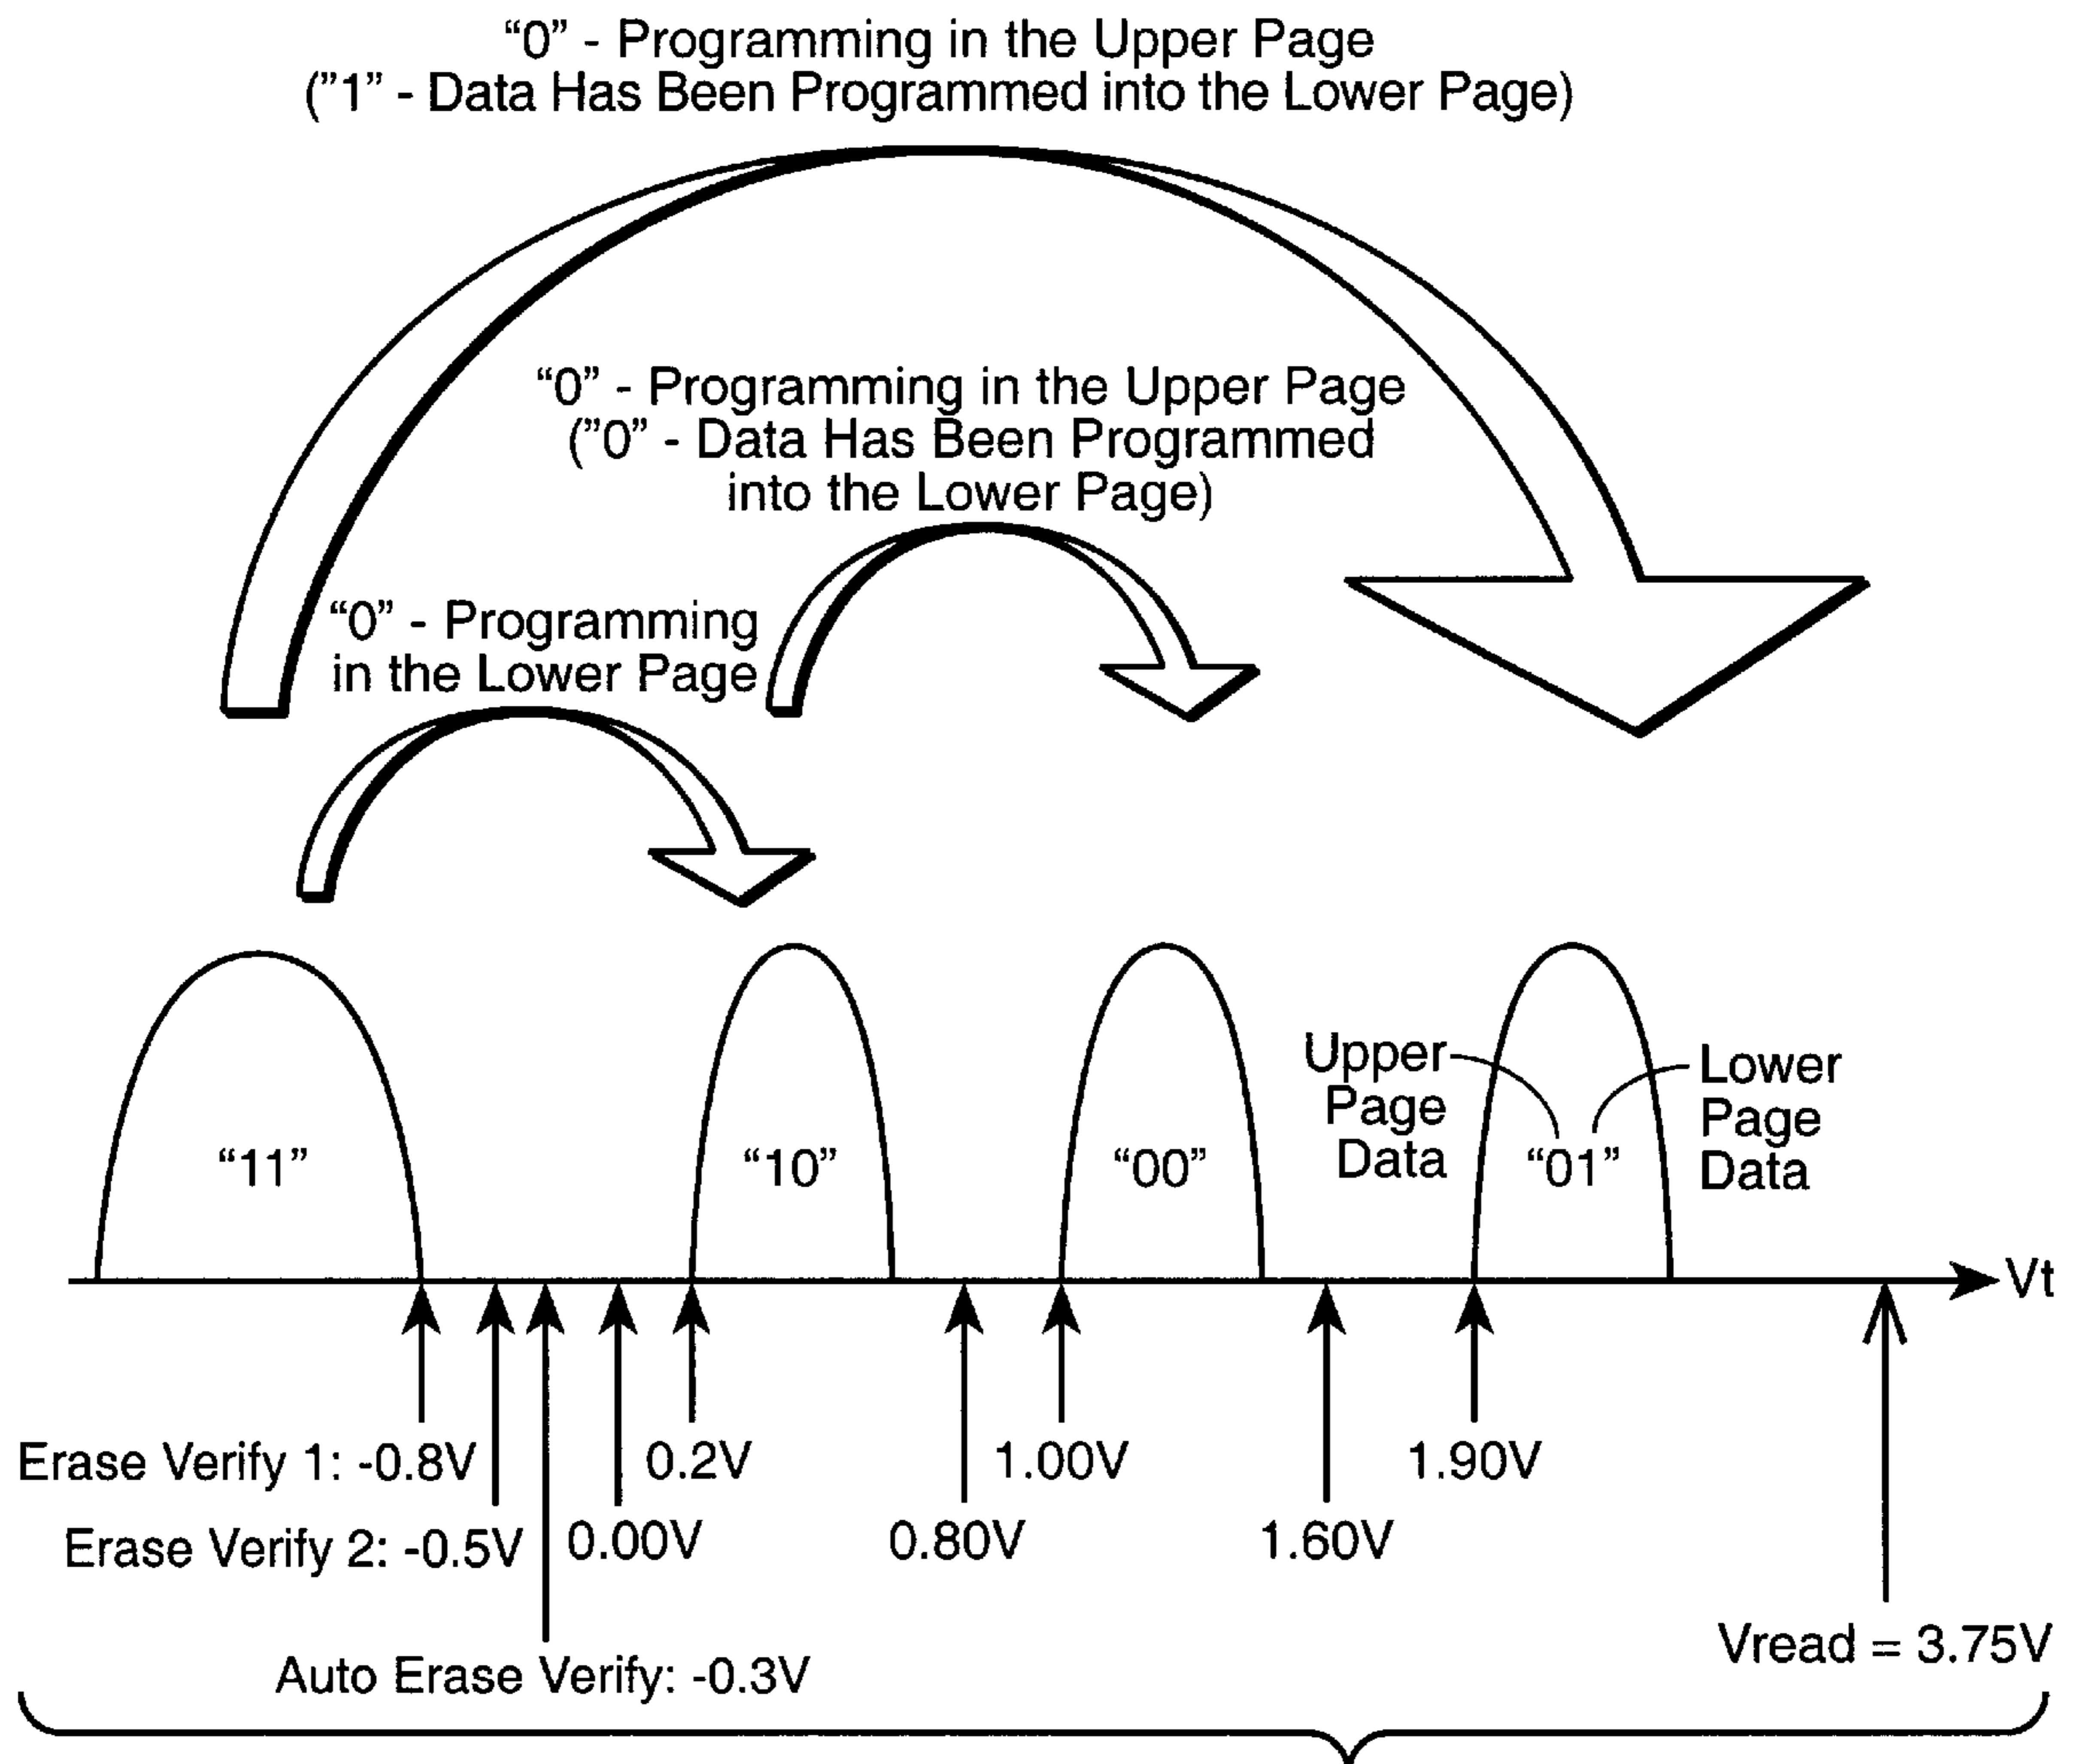 “0” - Programming in the Upper Page
(”1” - Data Has Been Programmed into the Lower Page)
“0” - Programming in the Upper Page
(”0” - Data Has Been Programmed
into the Lower Page)
“0” - Programming
in the Lower Page
“11”
“10”
“00”
Upper
Page
Data
“01”
Lower
Page
Data
Vt
Erase Verify 1: -0.8V
0.2V
1.00V
1.90V
Erase Verify 2: -0.5V
0.00V
0.80V
1.60V
Vread = 3.75V
Auto Erase Verify: -0.3V